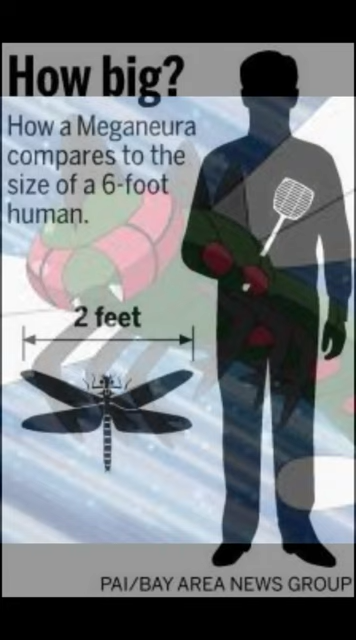 How big?
How a Meganeura
compares to the
size of a 6-foot
human.
2 feet
PAI/BAY AREA NEWS GROUP